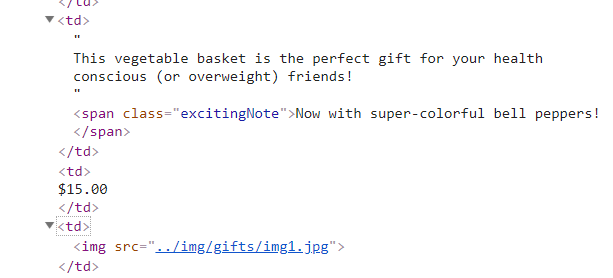 </td>
▼<td>
"
This vegetable basket is the perfect gift for your health
conscious (or overweight) friends!
"
<span class="excitingNote">Now with super-colorful bell peppers!
</span>
</td>
<td>
$15.00
</td>
▼<td>
<img src="../img/gifts/img1.jpg">
</td>